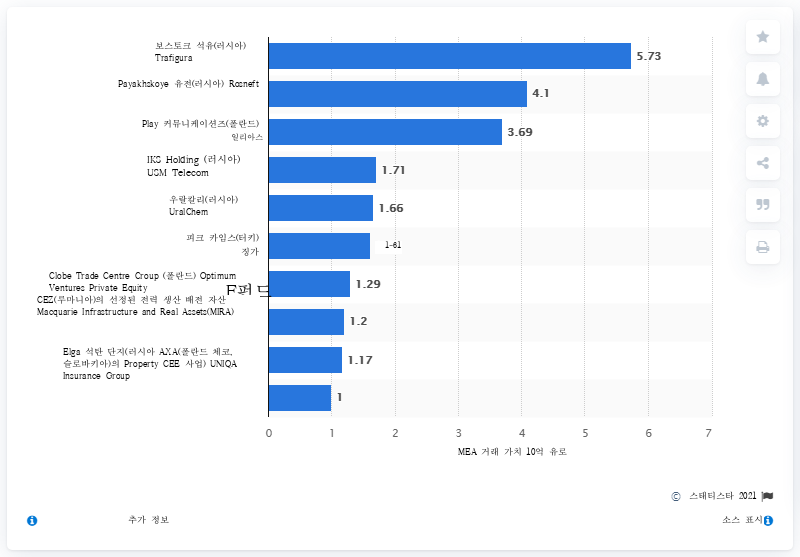 보스토크 석유(러시아)
Trafigura
5.73
Payakhskoye 유전(러시아) Rosneft
4.1
Play 커뮤니케이션즈(폴란드)
일리아스
3.69
IKS Holding (러시아)
USM Telecom
1.71
우랄칼리(러시아)
UralChem
1.66
피크 카임스(터키)
징가
1-61
Globe Trade Centre Group (폴란드) Optimum
Ventures Private Equity
F펀드
1.29
CEZ(루마니아)의 선정된 전력 생산 배전 자산
Macquarie Infrastructure and Real Assets(MIRA)
1.2
Elga 석탄 단지(러시아 AXA(폴란드 체코,
슬로바키아)의 Property CEE 사업) UNIQA
Insurance Group
1.17
1
0 1 2 3 4 5 6 7
MEA 거래 가치 10억 유로
© 스태티스타 2021
추가 정보
소스 표시